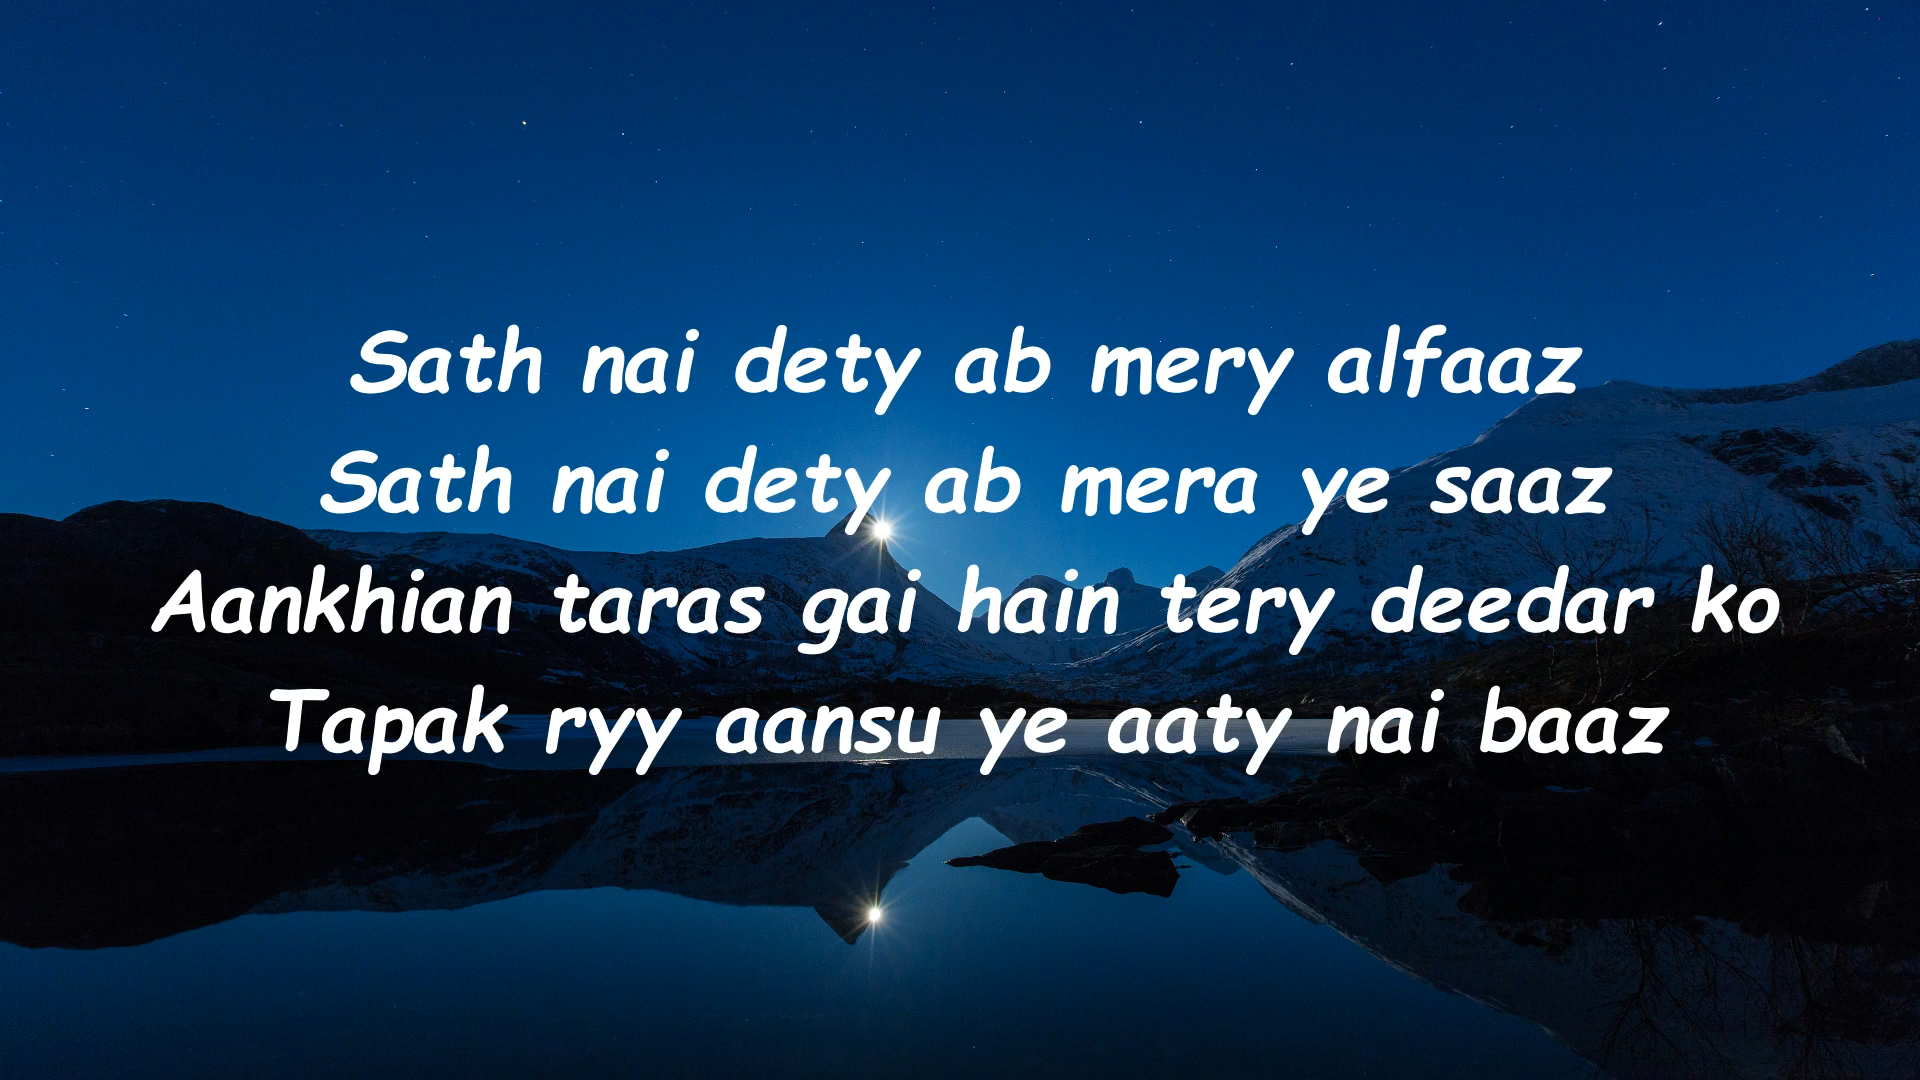 Sath nai dety ab mery alfaaz
Sath nai dety ab mera ye saaz
Aankhian taras gai hain tery deedar ko
Tapak ryy aansu ye aaty nai baaz